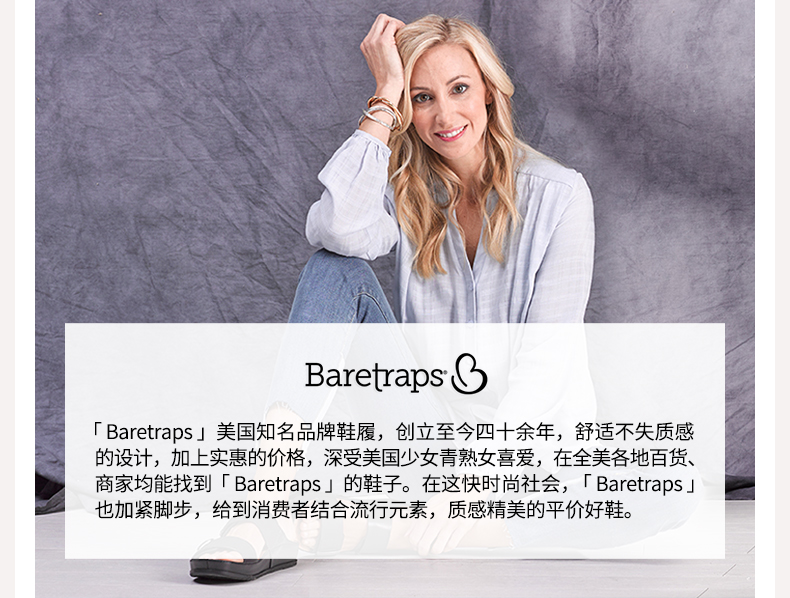 Baretraps®
「Baretraps」美国知名品牌鞋履，创立至今四十余年，舒适不失质感
的设计，加上实惠的价格，深受美国少女青熟女喜爱，在全美各地百货、
商家均能找到「Baretraps」的鞋子。在这快时尚社会，「Baretraps」
也加紧脚步，给到消费者结合流行元素，质感精美的平价好鞋。